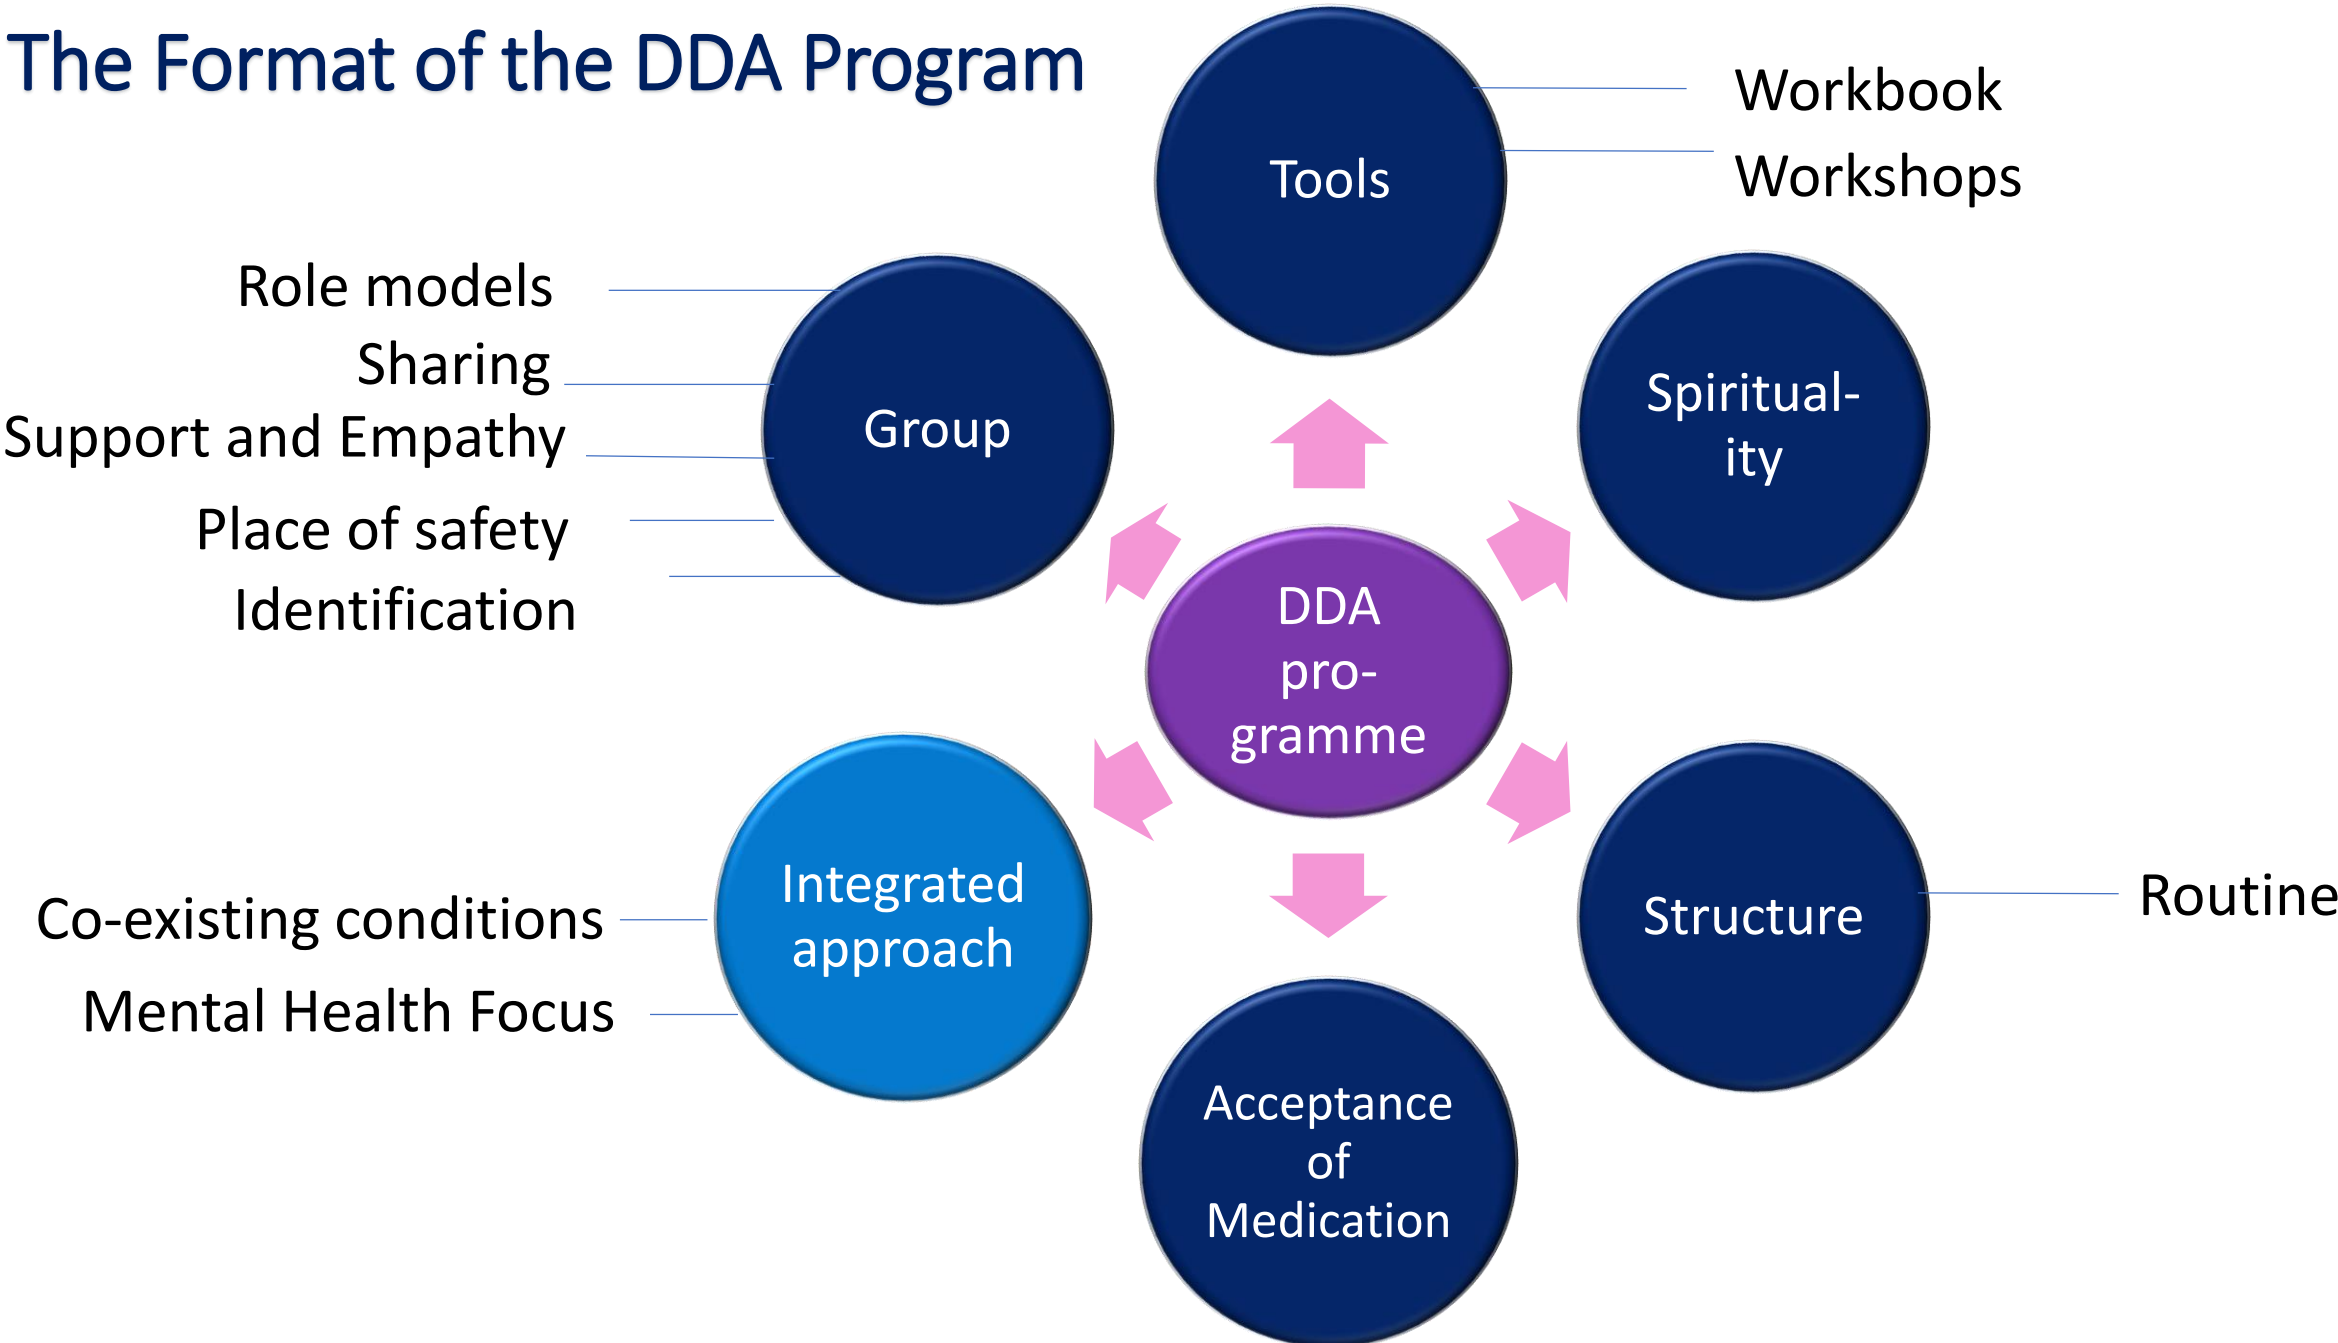 The Format of the DDA Program
Tools
Workbook
Workshops
Role models
Sharing
Support and Empathy
Place of safety
Identification
Group
Spiritual-
ity
DDA
pro-
gramme
Integrated
approach
Co-existing conditions
Mental Health Focus
Structure
Routine
Acceptance
of
Medication